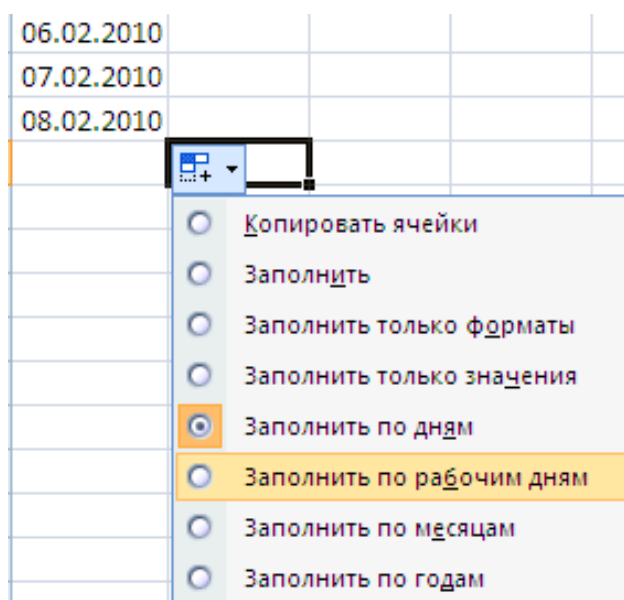 06.02.2010
07.02.2010
08.02.2010
Копировать ячейки
Заполнить
Заполнить только форматы
Заполнить только значения
Заполнить по дням
Заполнить по рабочим дням
Заполнить по месяцам
Заполнить по годам